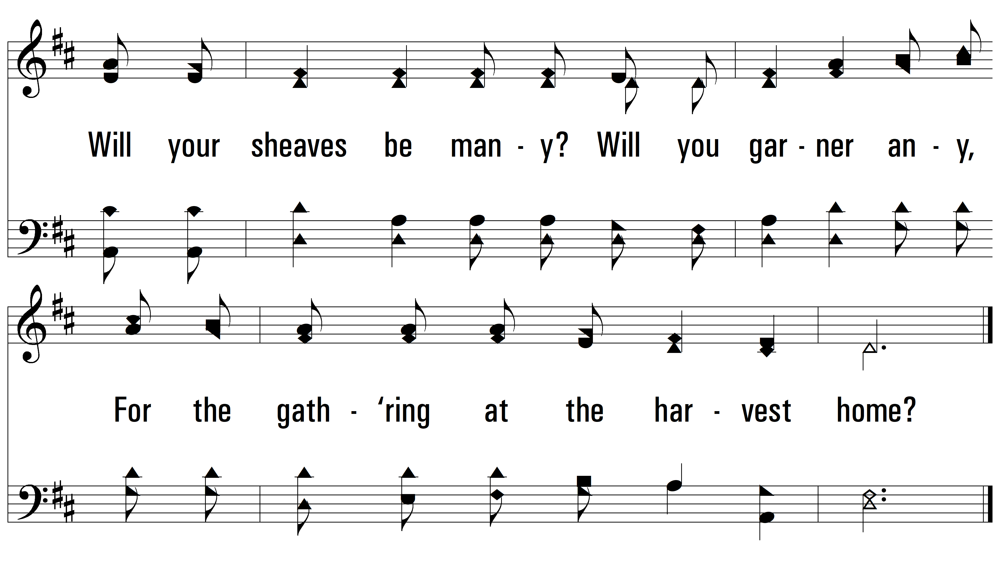 Will your sheaves be man - y? Will you gar - ner an - y,
For the gath - ‘ring at the har - vest home?